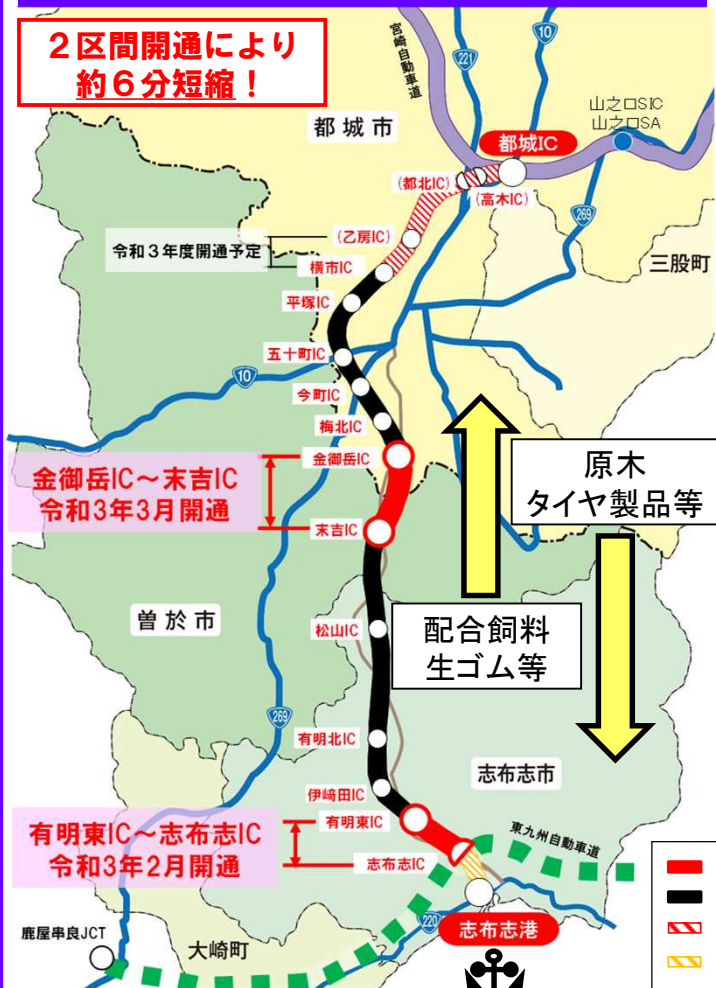 2区間開通により
約6分短縮！
宮崎自動車道
221
10
山之口SIC
山之口SA
都城市
都城IC
(都北IC)
(高木IC)
269
(乙房IC)
令和3年度開通予定
横市IC
三股町
平塚IC
五十町IC
10
今町IC
梅北IC
金御岳IC
金御岳IC～末吉IC
令和3年3月開通
原木
タイヤ製品等
末吉IC
曽於市
配合飼料
生ゴム等
松山IC
269
有明北IC
志布志市
伊﨑田IC
有明東IC
有明東IC～志布志IC
令和3年2月開通
東九州自動車道
志布志IC
220
志布志港
鹿屋串良JCT
大崎町